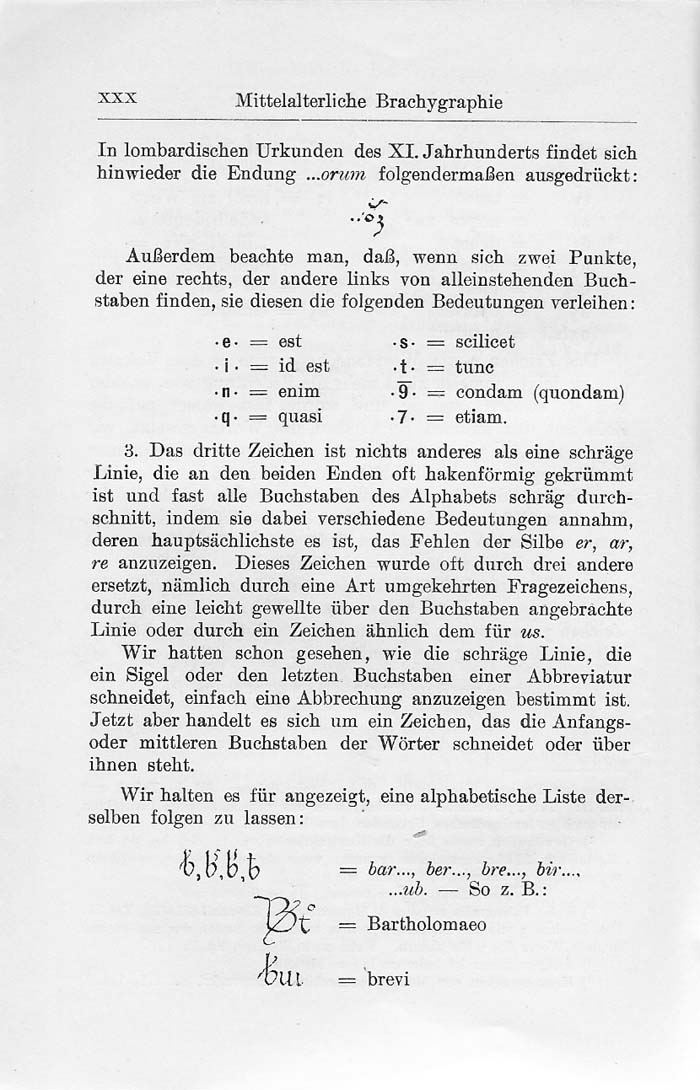 XXX Mittelalterliche Brachygraphie
In lombardischen Urkunden des XI. Jahrhunderts findet sich
hinwieder die Endung ...orum folgendermaßen ausgedrückt:
Außerdem beachte man, daß, wenn sich zwei Punkte,
der eine rechts, der andere links von alleinstehenden Buch-
staben finden, sie diesen die folgenden Bedeutungen verleihen:
·e· = est ·s· = scilicet
·i· = id est ·t· = tunc
·n· = enim ·9̅· = condam (quondam)
·q· = quasi ·7· = etiam.
3. Das dritte Zeichen ist nichts anderes als eine schräge
Linie, die an den beiden Enden oft hakenförmig gekrümmt
ist und fast alle Buchstaben des Alphabets schräg durch-
schnitt, indem sie dabei verschiedene Bedeutungen annahm,
deren hauptsächlichste es ist, das Fehlen der Silbe er, ar,
re anzuzeigen. Dieses Zeichen wurde oft durch drei andere
ersetzt, nämlich durch eine Art umgekehrten Fragezeichens,
durch eine leicht gewellte über den Buchstaben angebrachte
Linie oder durch ein Zeichen ähnlich dem für us.
Wir hatten schon gesehen, wie die schräge Linie, die
ein Sigel oder den letzten Buchstaben einer Abbreviatur
schneidet, einfach eine Abbrechung anzuzeigen bestimmt ist.
Jetzt aber handelt es sich um ein Zeichen, das die Anfangs-
oder mittleren Buchstaben der Wörter schneidet oder über
ihnen steht.
Wir halten es für angezeigt, eine alphabetische Liste der-
selben folgen zu lassen:
= bar..., ber..., bre..., bir...,
...ub. — So z. B.:
= Bartholomaeo
= brevi